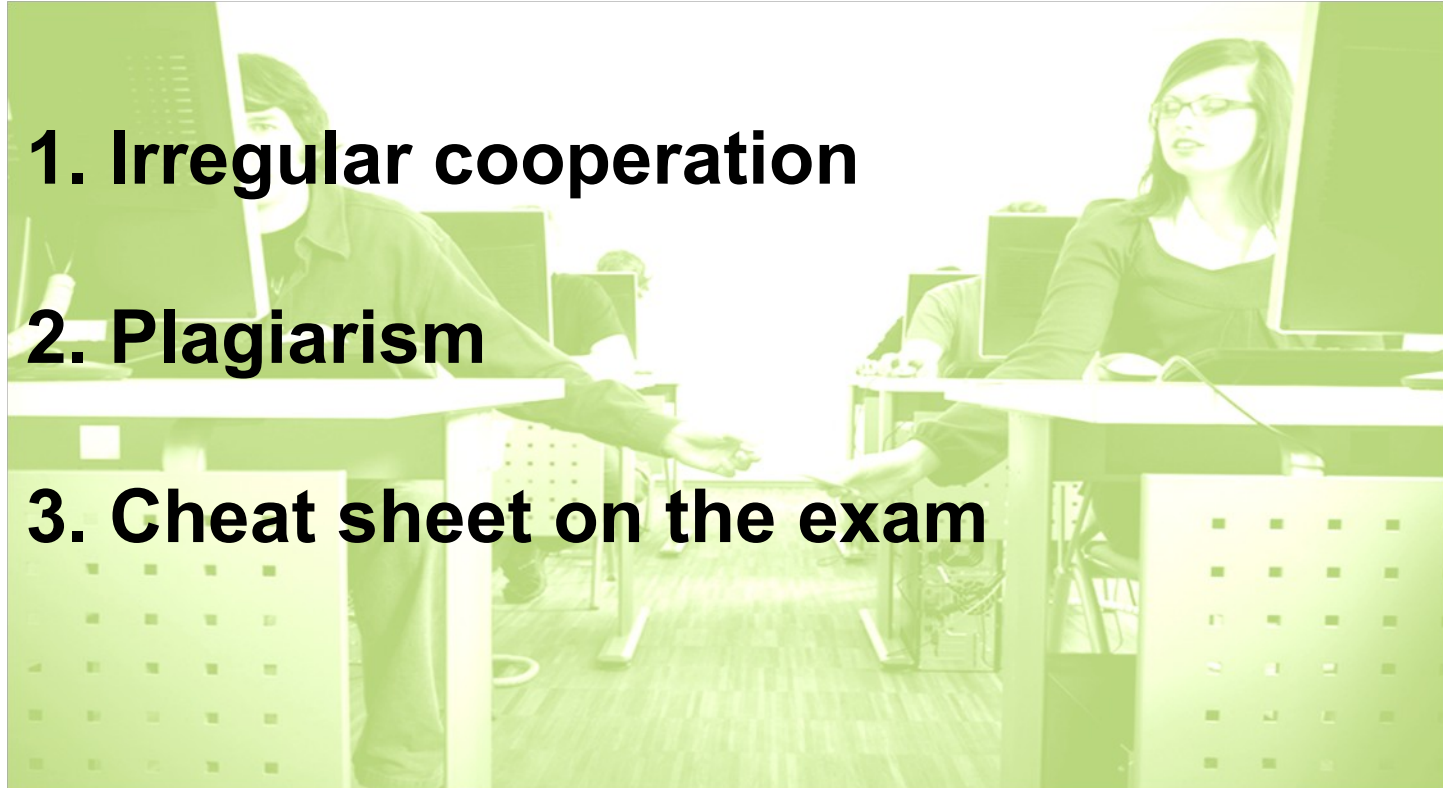 1. Irregular cooperation
2. Plagiarism
3. Cheat sheet on the exam